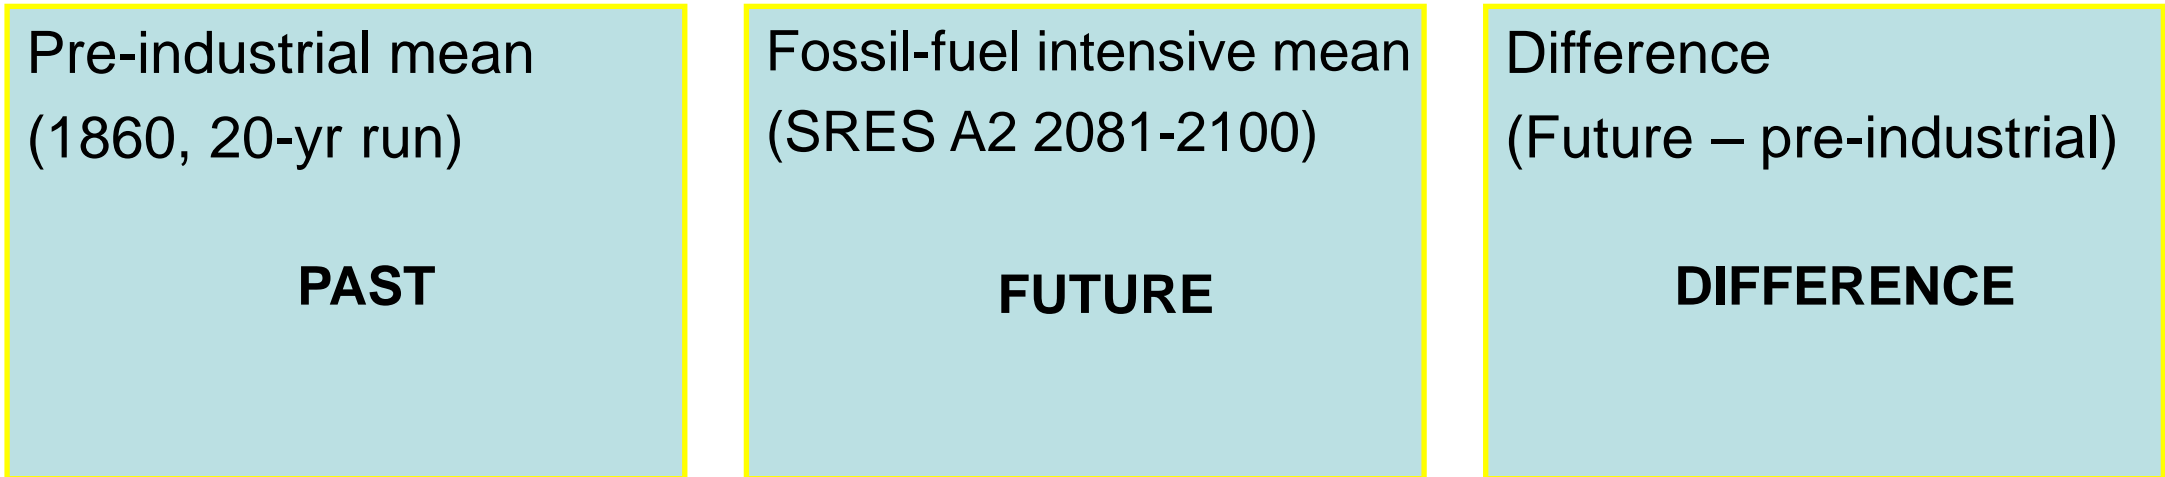 Pre-industrial mean
(1860, 20-yr run)
PAST
Fossil-fuel intensive mean
(SRES A2 2081-2100)
FUTURE
Difference
(Future – pre-industrial)
DIFFERENCE